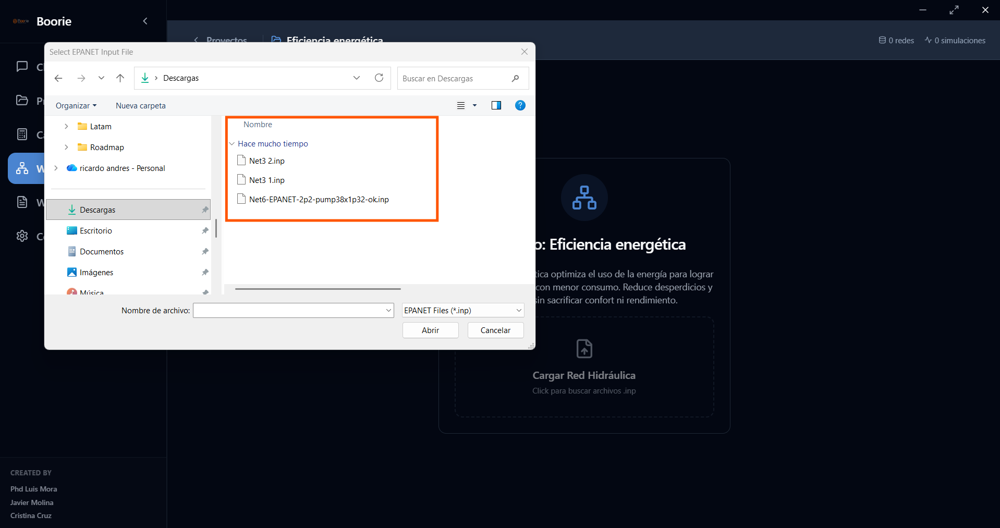 Boorie
Boorie
Proyectos
Eficiencia energética
0 redes
0 simulaciones
Select EPANET Input File
Descargas
Buscar en Descargas
Organizar
Nueva carpeta
Latam
Roadmap
ricardo andres - Personal
Descargas
Escritorio
Documentos
Imágenes
Música
Nombre
Hace mucho tiempo
Net3 2.inp
Net3 1.inp
Net6-EPANET-2p2-pump38x1p32-ok.inp
Nombre de archivo:
EPANET Files (*.inp)
Abrir
Cancelar
o: Eficiencia energética
tica optimiza el uso de la energía para lograr
con menor consumo. Reduce desperdicios y
sin sacrificar confort ni rendimiento.
Cargar Red Hidráulica
Click para buscar archivos .inp
CREATED BY
Phd Luis Mora
Javier Molina
Cristina Cruz